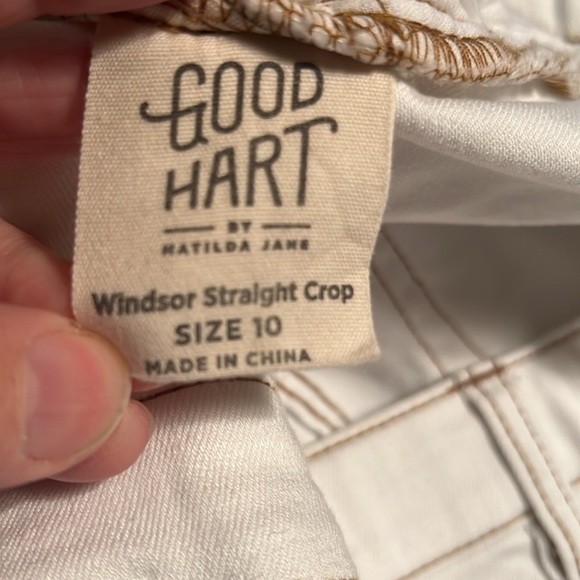 GOOD
HART
BY
MATILDA JANE
Windsor Straight Crop
SIZE 10
MADE IN CHINA